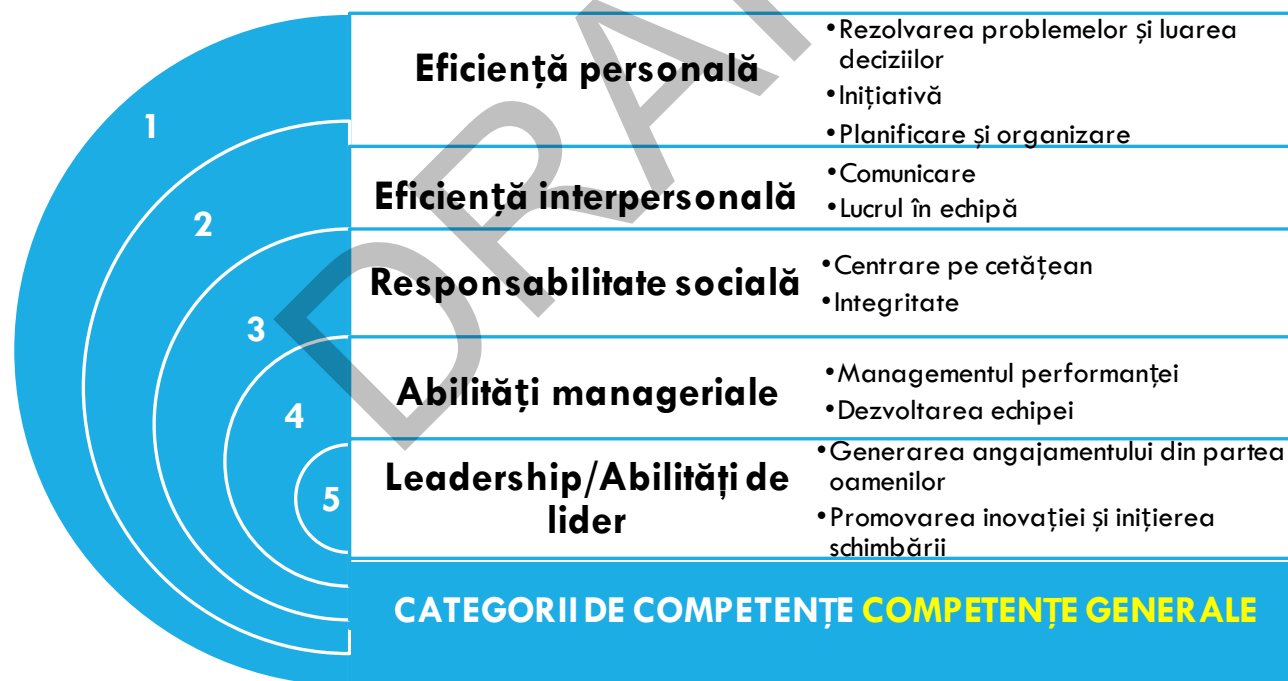 1
Eficiență personală
•Rezolvarea problemelor și luarea
deciziilor
•Inițiativă
•Planificare și organizare
2
Eficiență interpersonală
•Comunicare
•Lucrul în echipă
3
Responsabilitate socială
•Centrare pe cetățean
•Integritate
4
Abilități manageriale
•Managementul performanței
•Dezvoltarea echipei
5
Leadership/Abilități de
lider
•Generarea angajamentului din partea
oamenilor
•Promovarea inovației și inițierea
schimbării
CATEGORII DE COMPETENȚE COMPETENȚE GENERALE
DRA